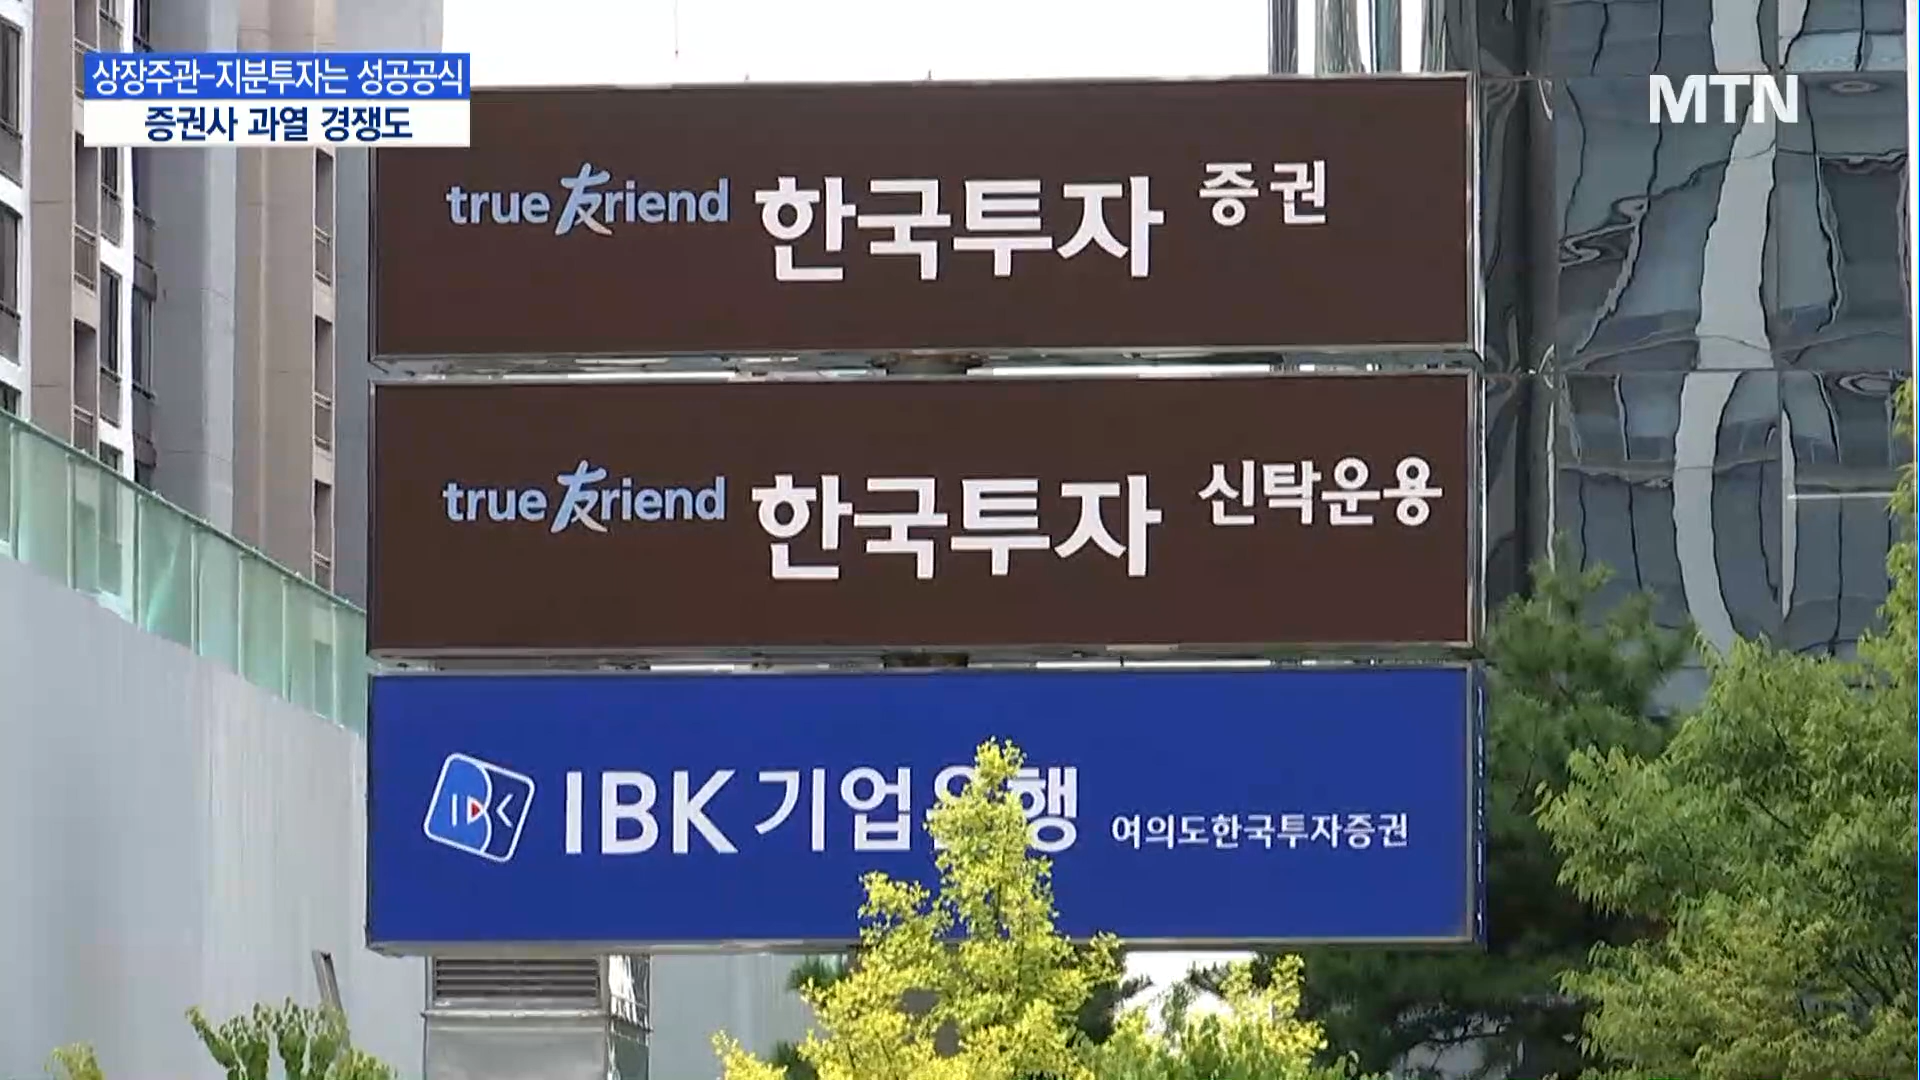 상장주관-지분투자는 성공공식
증권사 과열 경쟁도
MTN
true 友riend 한국투자 증권
true 友riend 한국투자 신탁운용
IBK IBK 기업은행 여의도한국투자증권